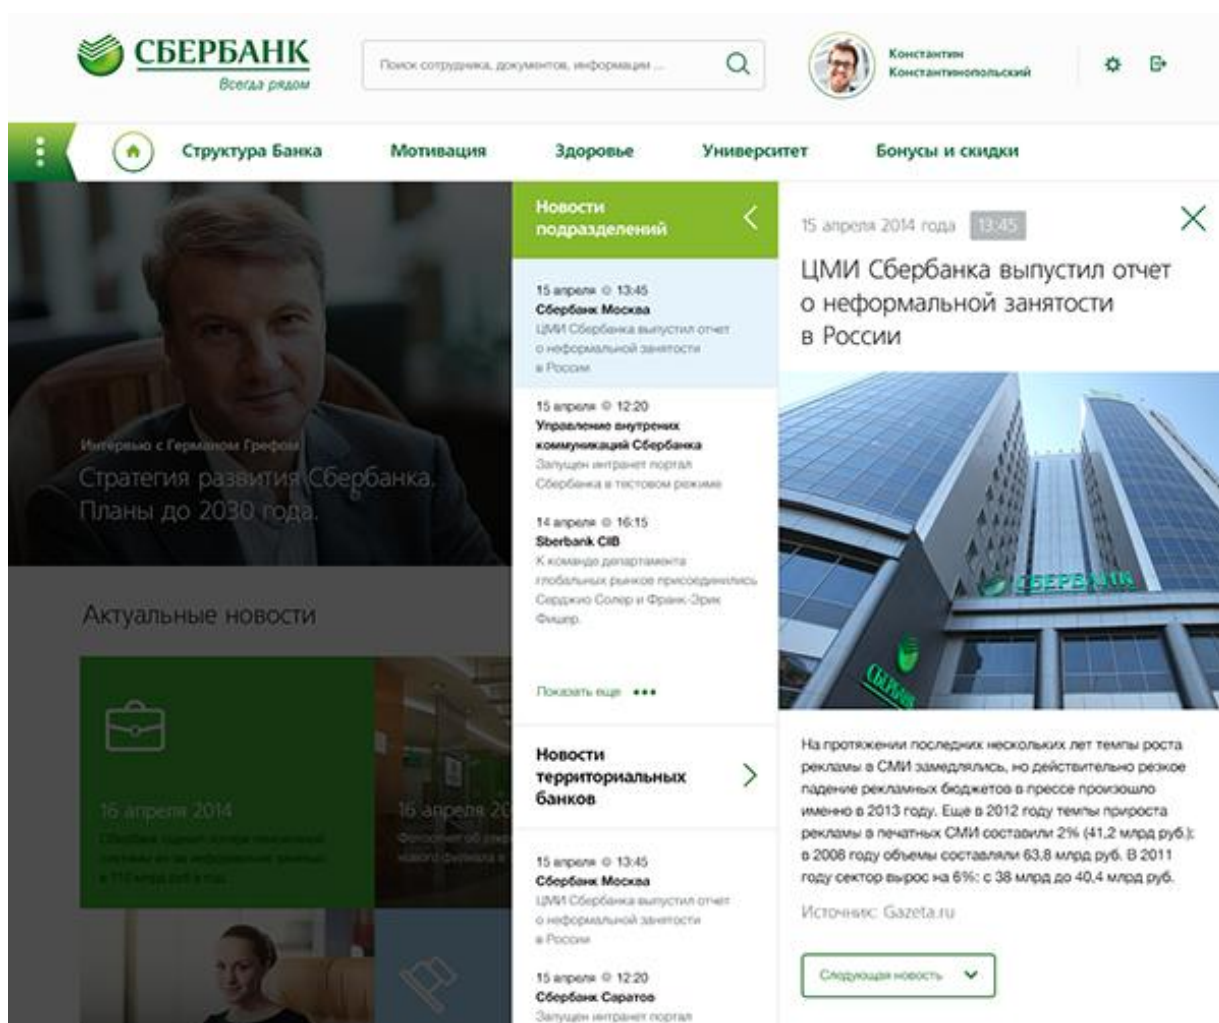 СБЕРБАНК
Всегда рядом
Поиск сотрудника, документов, информации ...
Константин
Константинопольский
Структура Банка
Мотивация
Здоровье
Университет
Бонусы и скидки
Интервью с Германом Грефом
Стратегия развития Сбербанка.
Планы до 2030 года.
Актуальные новости
16 апреля 2014
16 апреля 20
нового филиала в
Новости
подразделений
15 апреля 13:45
Сбербанк Москва
ЦМИ Сбербанка выпустил отчет
о неформальной занятости
в России
15 апреля 12:20
Управление внутрених
коммуникаций Сбербанка
Запущен интранет портал
Сбербанка в тестовом режиме
14 апреля 16:15
Sberbank CIB
К команде департамента
глобальных рынков присоединились
Серджио Солер и Франк-Эрик
Фишер.
Показать еще
Новости
территориальных
банков
15 апреля 13:45
Сбербанк Москва
ЦМИ Сбербанка выпустил отчет
о неформальной занятости
в России
15 апреля 12:20
Сбербанк Саратов
Запущен интранет портал
15 апреля 2014 года 13:45
ЦМИ Сбербанка выпустил отчет
о неформальной занятости
в России
СБЕРБАНК
СБЕРБАНК
На протяжении последних нескольких лет темпы роста
рекламы в СМИ замедлялись, но действительно резкое
падение рекламных бюджетов в прессе произошло
именно в 2013 году. Еще в 2012 году темпы прироста
рекламы в печатных СМИ составили 2% (41,2 млрд руб.);
в 2008 году объемы составляли 63,8 млрд руб. В 2011
году сектор вырос на 6%: с 38 млрд до 40,4 млрд руб.
Источник: Gazeta.ru
Следующая новость